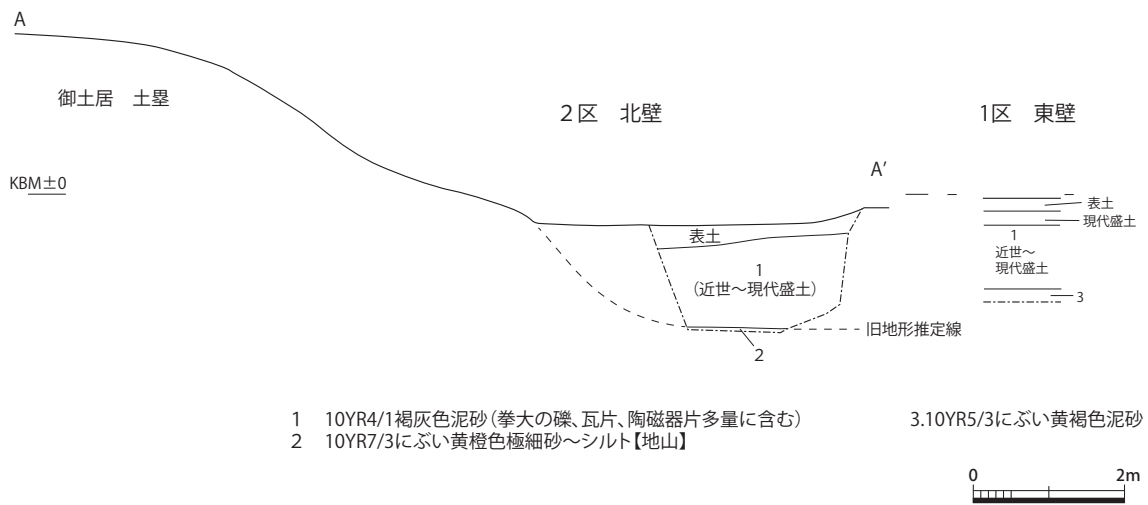 A
御土居　土塁
2区　北壁
1区　東壁
KBM±0
A'
表土
現代盛土
1
近世～
現代盛土
3
表土
1
(近世～現代盛土)
旧地形推定線
2
1　10YR4/1褐灰色泥砂(拳大の礫、瓦片、陶磁器片多量に含む)
2　10YR7/3にぶい黄橙色極細砂～シルト【地山】
3.10YR5/3にぶい黄褐色泥砂
0　2m